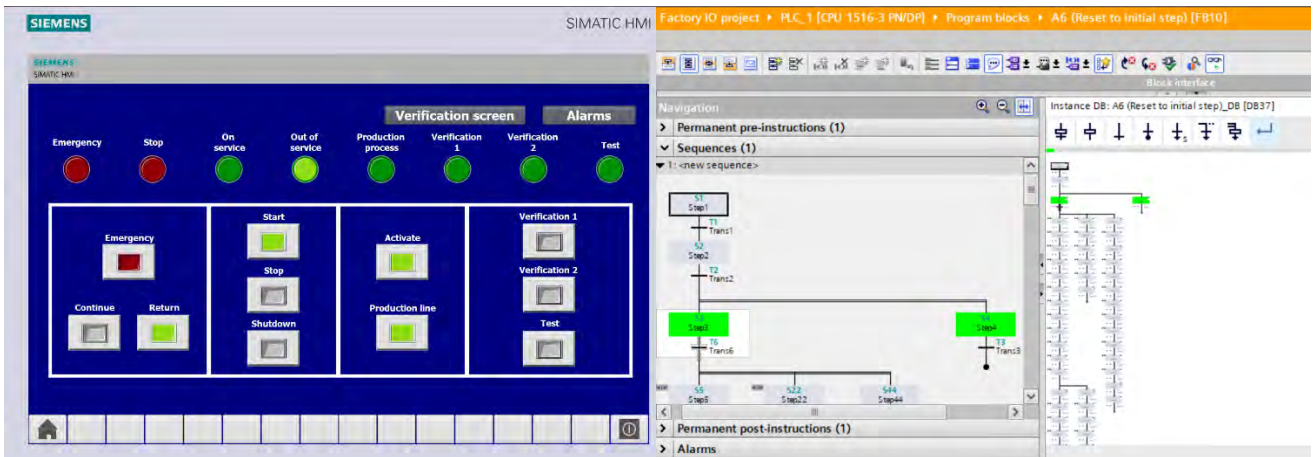 SIEMENS
SIMATIC HMI
SIEMENS
SIMATIC HMI
Verification screen
Alarms
Emergency
Stop
On service
Out of service
Production process
Verification 1
Verification 2
Test
Emergency
Continue
Return
Start
Stop
Shutdown
Activate
Production line
Verification 1
Verification 2
Test
Factory IO project ▸ PLC_1 [CPU 1516-3 PN/DP] ▸ Program blocks ▸ A6 (Reset to initial step) [FB10]
Block interface
Navigation
Permanent pre-instructions (1)
Sequences (1)
1: <new sequence>
S1
Step1
T1
Trans1
S2
Step2
T2
Trans2
S3
Step3
T6
Trans6
S4
Step4
T3
Trans3
S5
Step5
S22
Step22
S44
Step44
Permanent post-instructions (1)
Alarms
Instance DB: A6 (Reset to initial step)_DB [DB37]